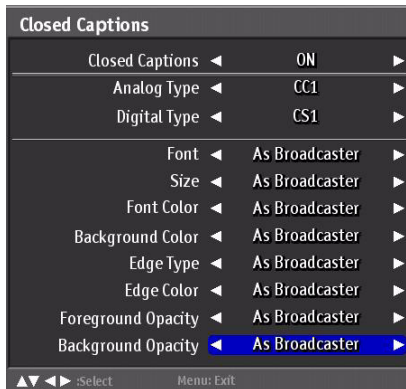 Closed Captions
Closed Captions ◀ ON ▶
Analog Type ◀ CC1 ▶
Digital Type ◀ CS1 ▶
Font ◀ As Broadcaster ▶
Size ◀ As Broadcaster ▶
Font Color ◀ As Broadcaster ▶
Background Color ◀ As Broadcaster ▶
Edge Type ◀ As Broadcaster ▶
Edge Color ◀ As Broadcaster ▶
Foreground Opacity ◀ As Broadcaster ▶
Background Opacity ◀ As Broadcaster ▶
▲▼ ◀▶ :Select Menu: Exit